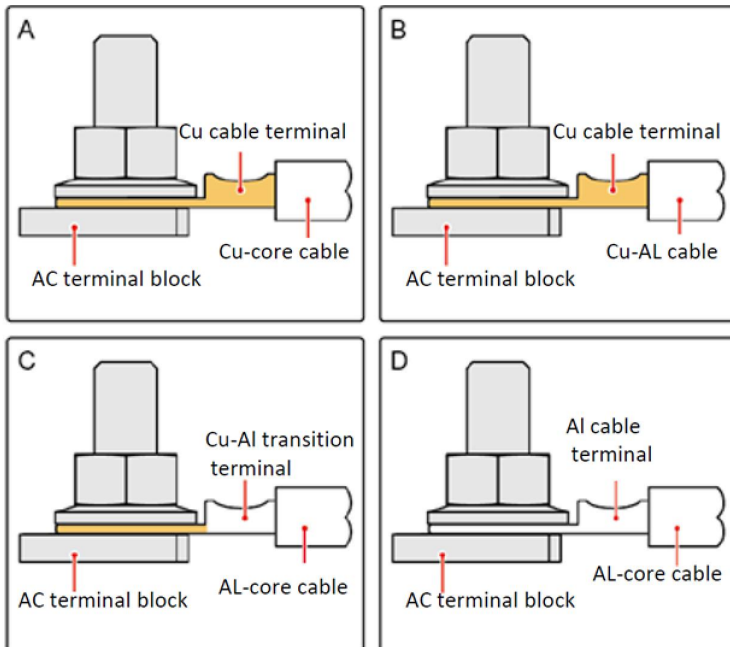 A
Cu cable terminal
Cu-core cable
AC terminal block
B
Cu cable terminal
Cu-AL cable
AC terminal block
C
Cu-Al transition
terminal
AL-core cable
AC terminal block
D
Al cable
terminal
AL-core cable
AC terminal block